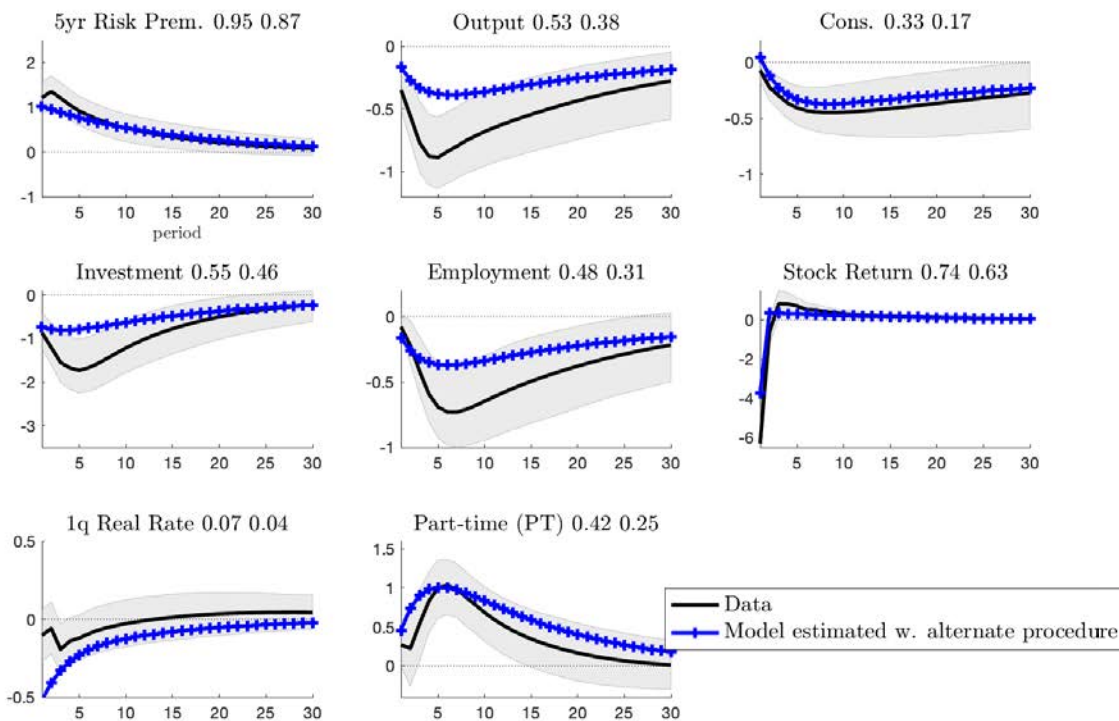 5yr Risk Prem. 0.95 0.87
Output 0.53 0.38
Cons. 0.33 0.17
2
1
0
-1
5 10 15 20 25 30
period
0
-0.5
-1
5 10 15 20 25 30
0
-0.5
-1
5 10 15 20 25 30
Investment 0.55 0.46
Employment 0.48 0.31
Stock Return 0.74 0.63
0
-1
-2
-3
5 10 15 20 25 30
0
-0.5
-1
5 10 15 20 25 30
0
-2
-4
-6
5 10 15 20 25 30
1q Real Rate 0.07 0.04
Part-time (PT) 0.42 0.25
0.5
0
-0.5
5 10 15 20 25 30
1.5
1
0.5
0
5 10 15 20 25 30
Data
Model estimated w. alternate procedure